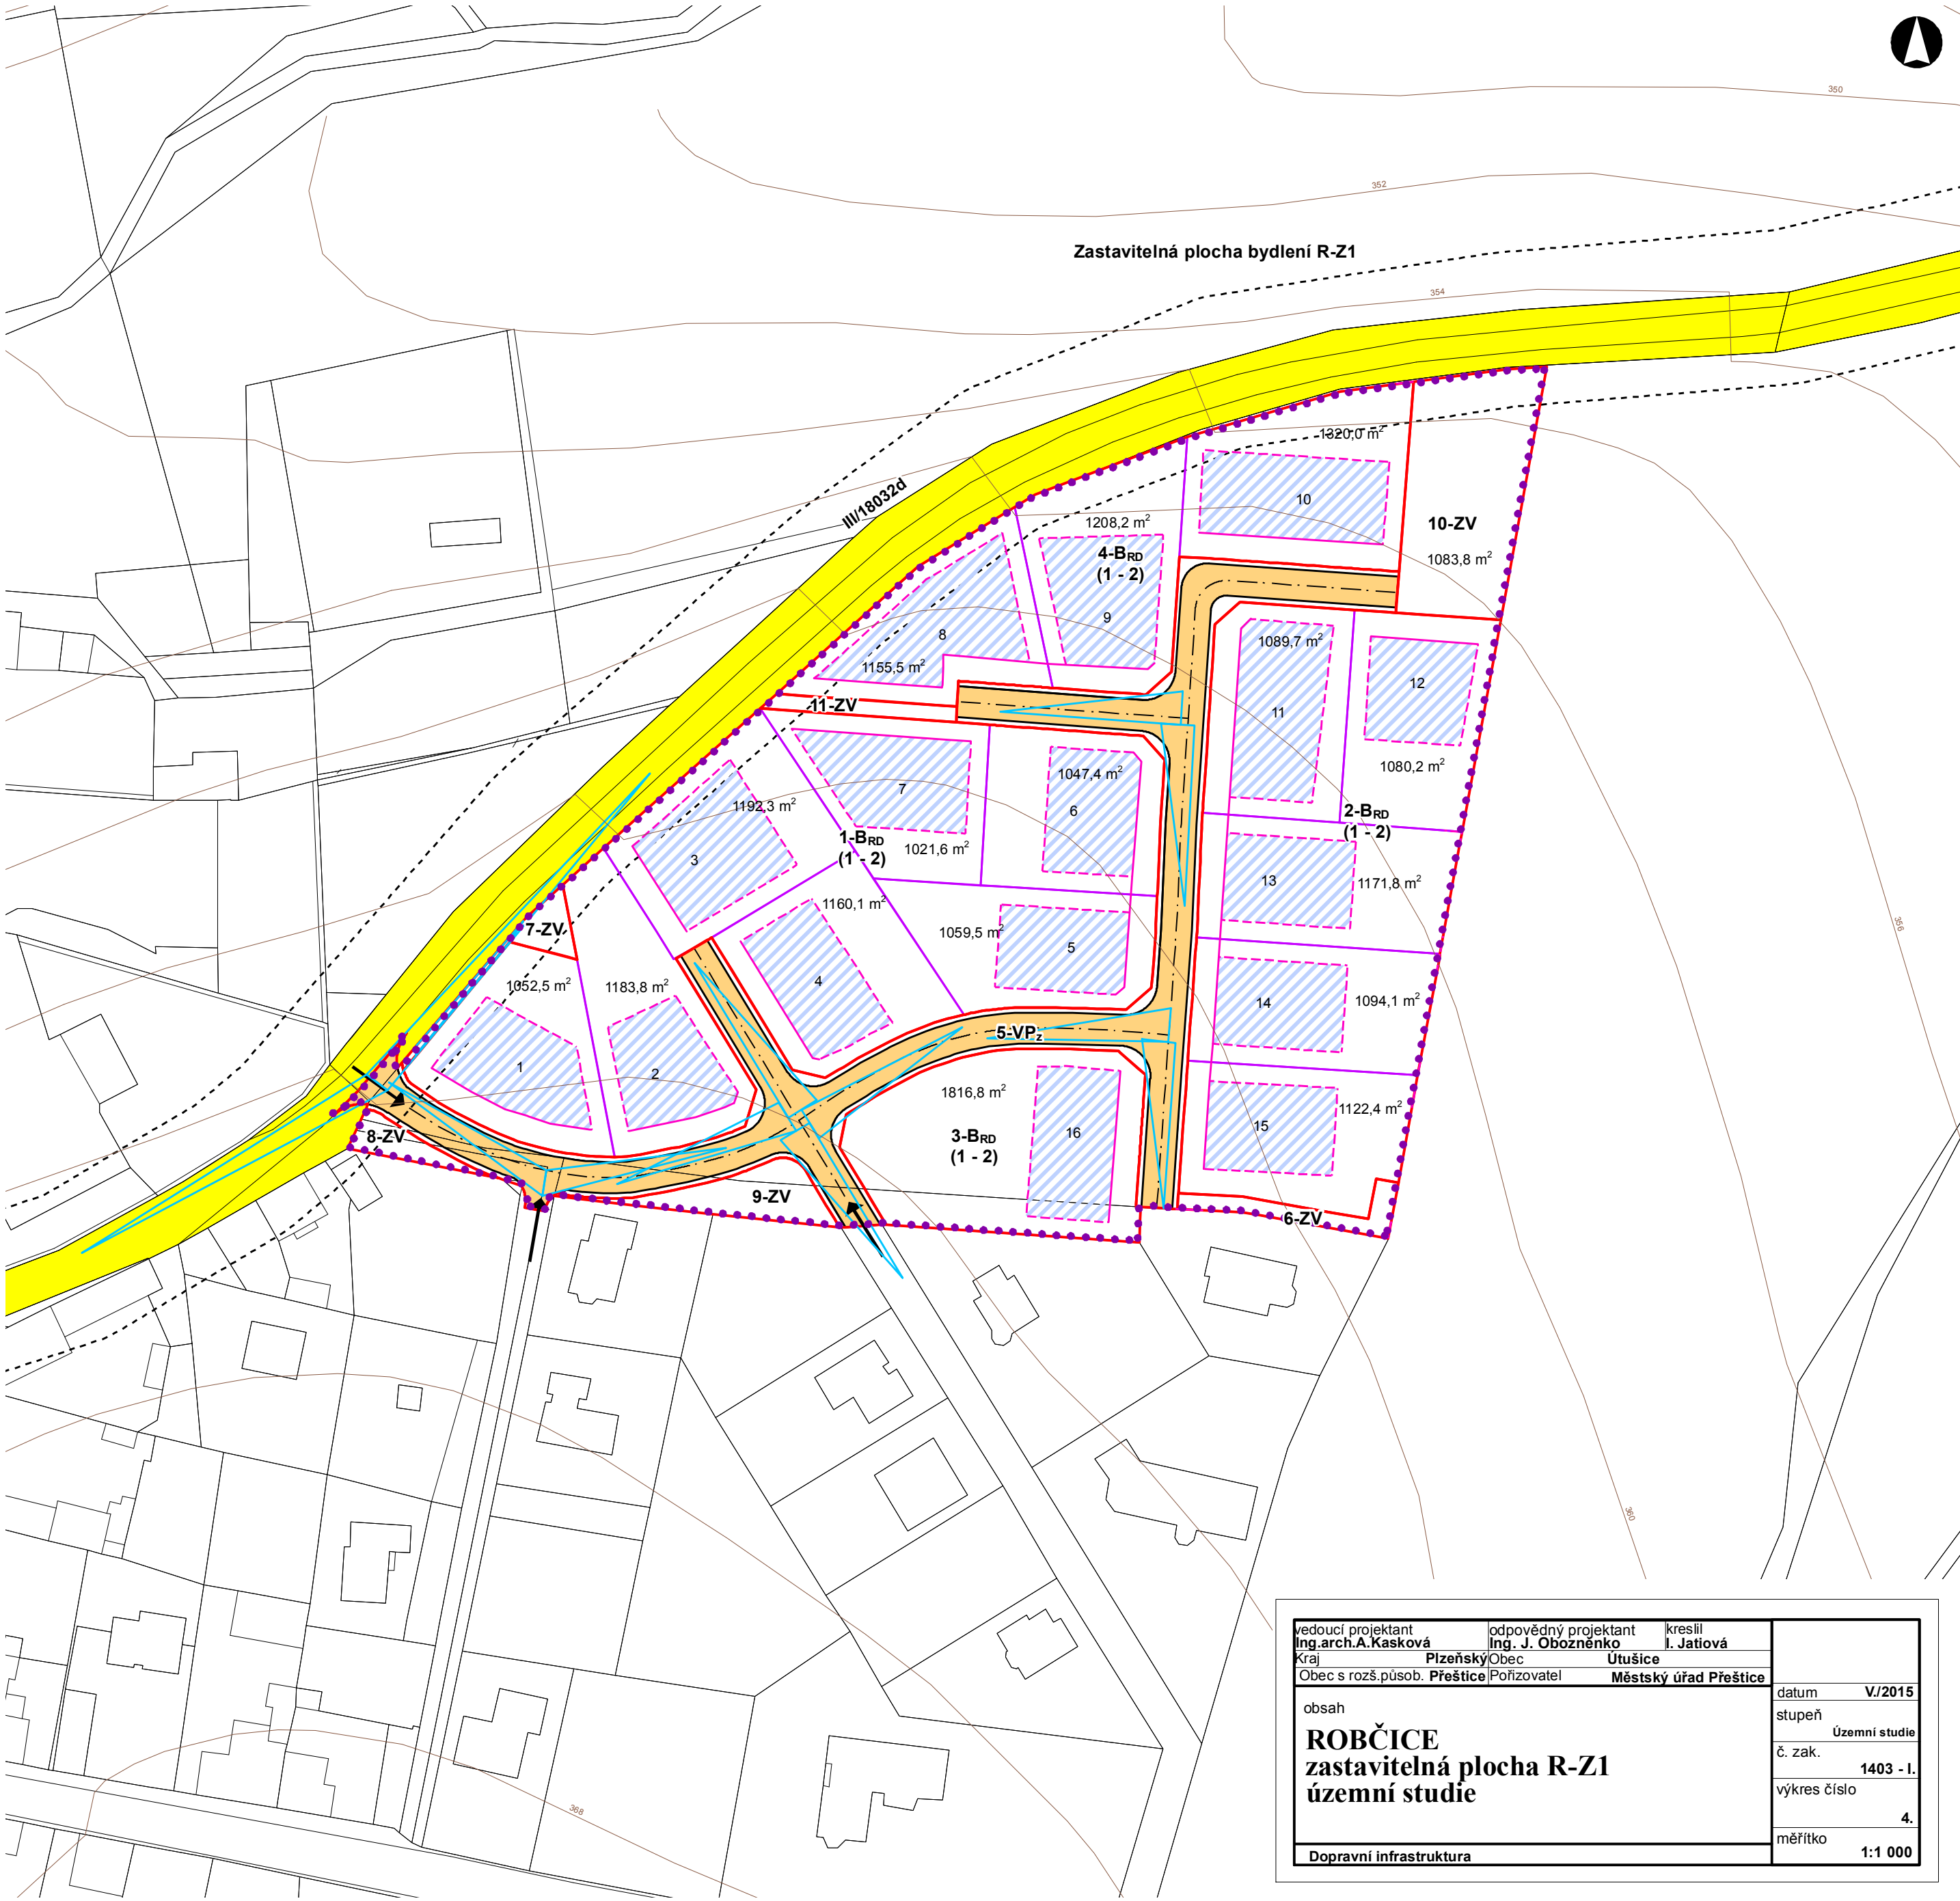 350
352
Zastavitelná plocha bydlení R-Z1
354
1320,0 m²
III/18032d
10
1208,2 m²
10-ZV
4-BRD
(1 - 2)
1083,8 m²
9
8
1089,7 m²
1155,5 m²
12
11-ZV
11
1047,4 m²
1080,2 m²
7
1192,3 m²
6
2-BRD
(1 - 2)
1-BRD
(1 - 2)
1021,6 m²
3
13
1171,8 m²
1160,1 m²
356
7-ZV
1059,5 m²
5
4
1052,5 m²
1183,8 m²
14
1094,1 m²
5-VPz
1
2
1816,8 m²
1122,4 m²
8-ZV
3-BRD
(1 - 2)
16
15
9-ZV
6-ZV
360
368
vedoucí projektant
Ing.arch.A.Kasková
odpovědný projektant
Ing. J. Obozněnko
kreslil
I. Jatiová
Kraj Plzeňský
Obec Útušice
Obec s rozš.působ. Přeštice
Pořizovatel Městský úřad Přeštice
obsah
ROBČICE
zastavitelná plocha R-Z1
územní studie
Dopravní infrastruktura
datum V./2015
stupeň
Územní studie
č. zak.
1403 - I.
výkres číslo
4.
měřítko
1:1 000